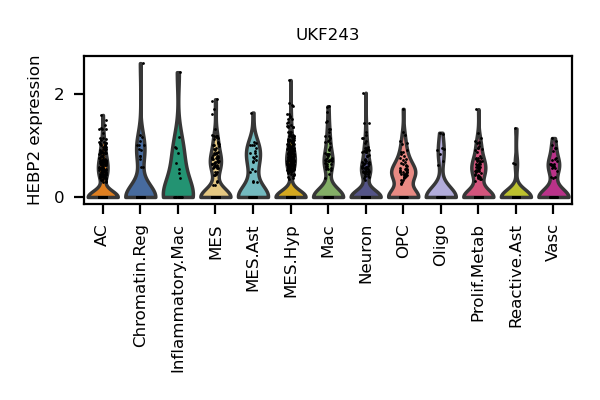 UKF243
HEBP2 expression
2
0
AC
Chromatin.Reg
Inflammatory.Mac
MES
MES.Ast
MES.Hyp
Mac
Neuron
OPC
Oligo
Prolif.Metab
Reactive.Ast
Vasc